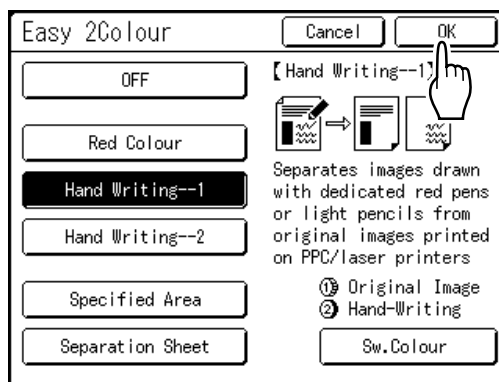 Easy 2Colour
Cancel
OK
OFF
Red Colour
Hand Writing--1
Hand Writing--2
Specified Area
Separation Sheet
【Hand Writing--1】
Separates images drawn
with dedicated red pens
or light pencils from
original images printed
on PPC/laser printers
① Original Image
② Hand-Writing
Sw.Colour